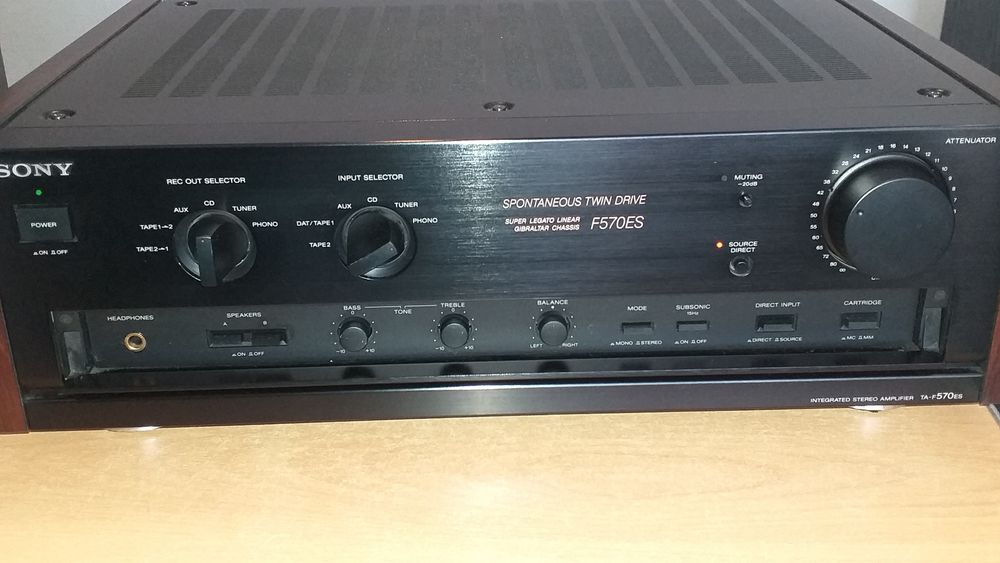 SONY
POWER
ON OFF
REC OUT SELECTOR
AUX CD TUNER
TAPE1→2 PHONO
TAPE2→1
INPUT SELECTOR
AUX CD TUNER
DAT/TAPE1 PHONO
TAPE2
SPONTANEOUS TWIN DRIVE
SUPER LEGATO LINEAR
GIBRALTAR CHASSIS
F570ES
MUTING
-20dB
SOURCE
DIRECT
ATTENUATOR
HEADPHONES
SPEAKERS
A B
ON OFF
BASS
0
-10 +10
TONE
TREBLE
0
-10 +10
BALANCE
LEFT RIGHT
MODE
MONO STEREO
SUBSONIC
15Hz
ON OFF
DIRECT INPUT
DIRECT SOURCE
CARTRIDGE
MC MM
INTEGRATED STEREO AMPLIFIER TA-F570ES